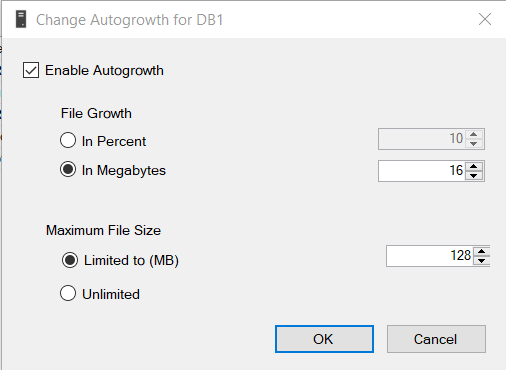 Change Autogrowth for DB1
Enable Autogrowth
File Growth
In Percent 10
In Megabytes 16
Maximum File Size
Limited to (MB) 128
Unlimited
OK Cancel